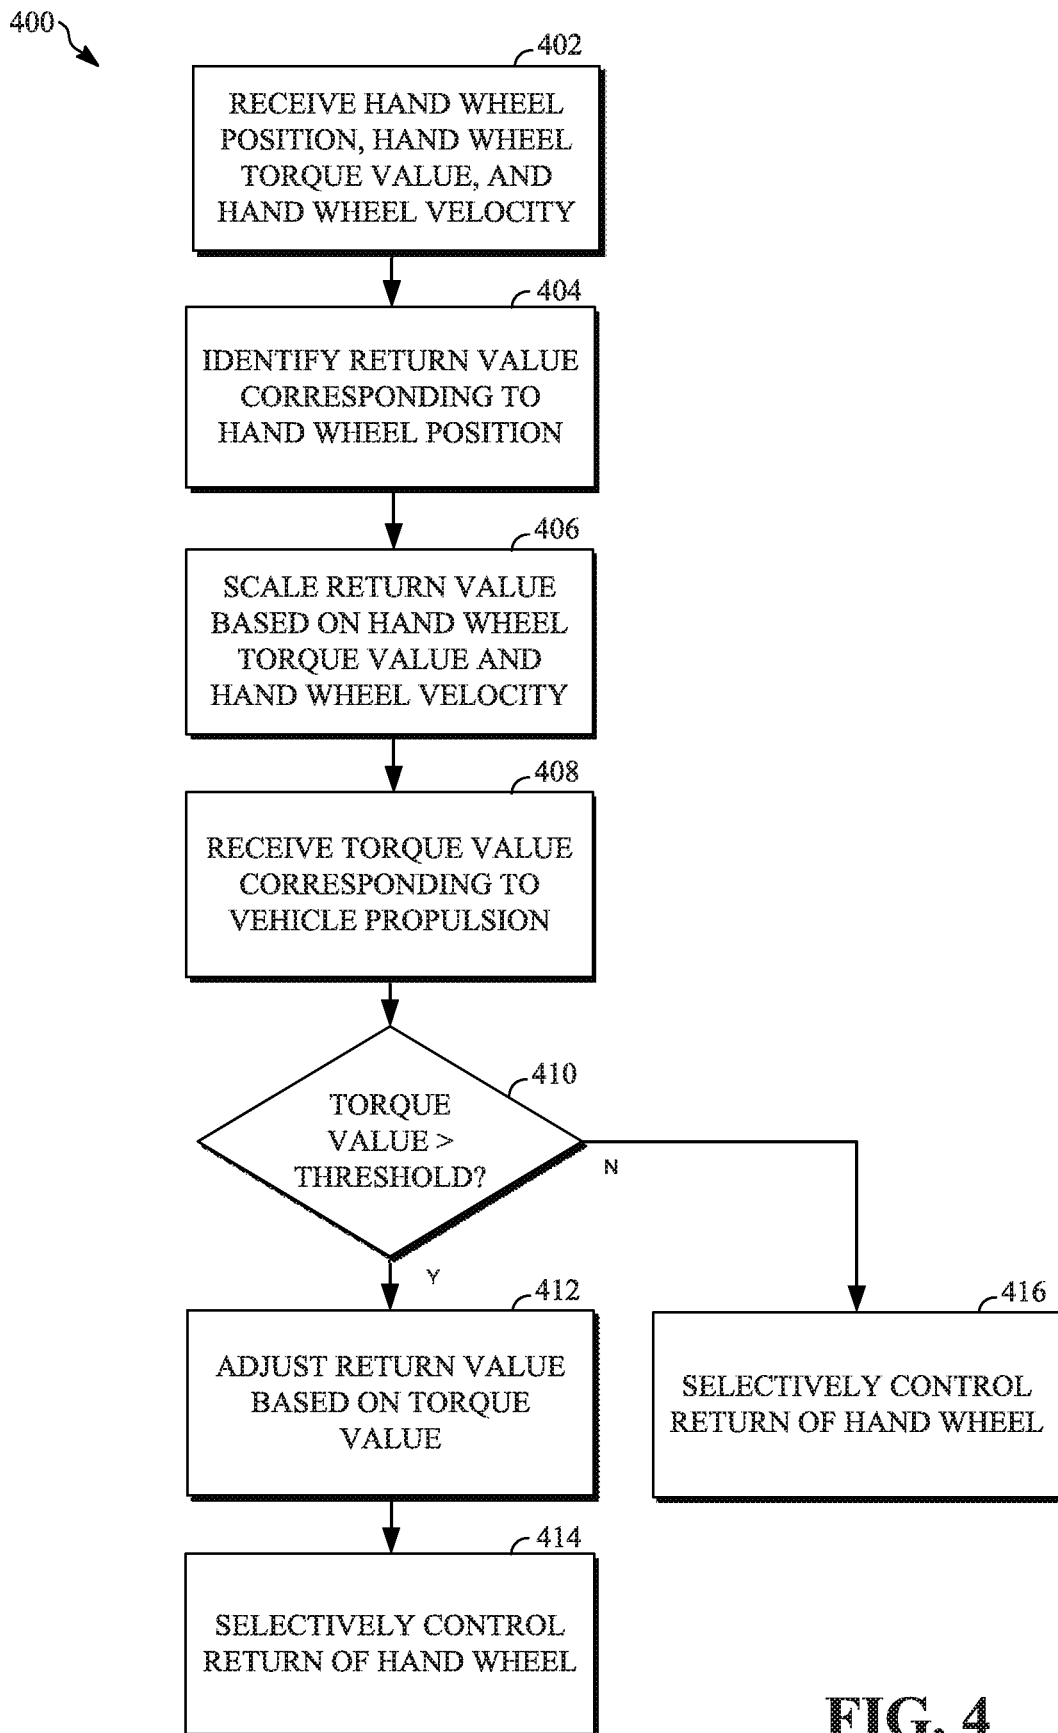 400
402
RECEIVE HAND WHEEL
POSITION, HAND WHEEL
TORQUE VALUE, AND
HAND WHEEL VELOCITY
404
IDENTIFY RETURN VALUE
CORRESPONDING TO
HAND WHEEL POSITION
406
SCALE RETURN VALUE
BASED ON HAND WHEEL
TORQUE VALUE AND
HAND WHEEL VELOCITY
408
RECEIVE TORQUE VALUE
CORRESPONDING TO
VEHICLE PROPULSION
410
TORQUE
VALUE >
THRESHOLD?
N
Y
412
ADJUST RETURN VALUE
BASED ON TORQUE
VALUE
416
SELECTIVELY CONTROL
RETURN OF HAND WHEEL
414
SELECTIVELY CONTROL
RETURN OF HAND WHEEL
FIG. 4